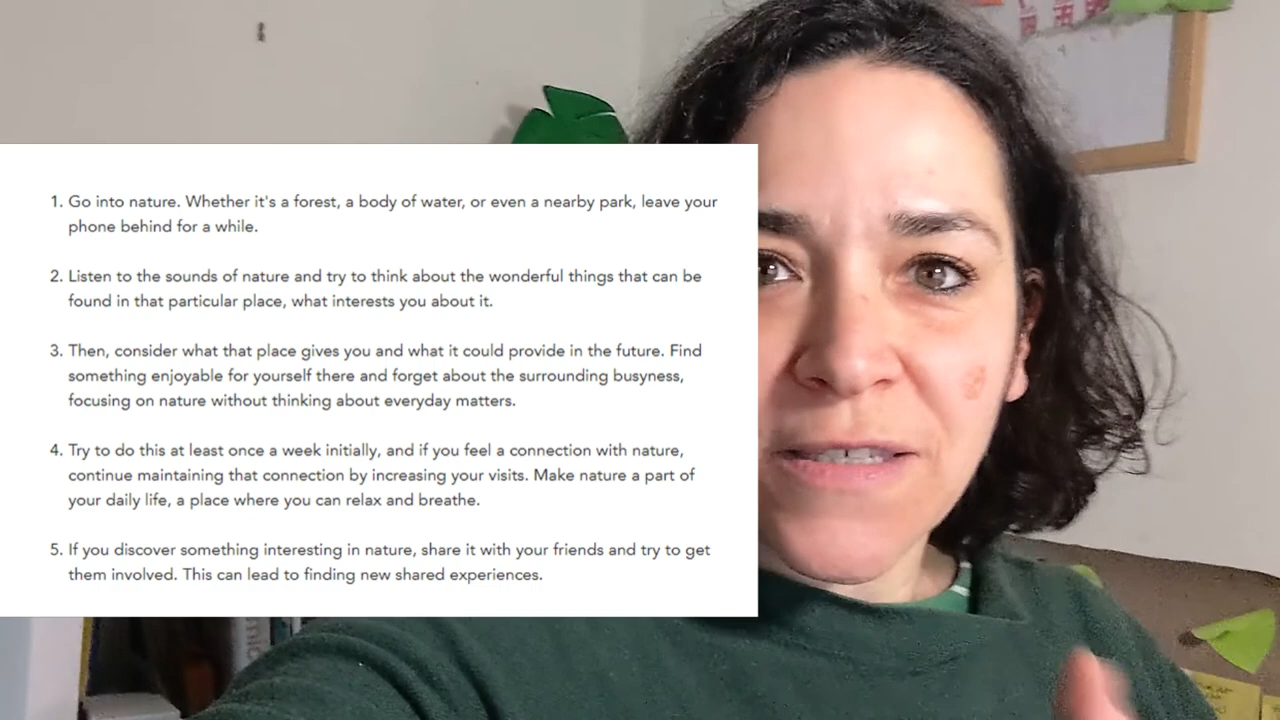 1. Go into nature. Whether it's a forest, a body of water, or even a nearby park, leave your
phone behind for a while.
2. Listen to the sounds of nature and try to think about the wonderful things that can be
found in that particular place, what interests you about it.
3. Then, consider what that place gives you and what it could provide in the future. Find
something enjoyable for yourself there and forget about the surrounding busyness,
focusing on nature without thinking about everyday matters.
4. Try to do this at least once a week initially, and if you feel a connection with nature,
continue maintaining that connection by increasing your visits. Make nature a part of
your daily life, a place where you can relax and breathe.
5. If you discover something interesting in nature, share it with your friends and try to get
them involved. This can lead to finding new shared experiences.